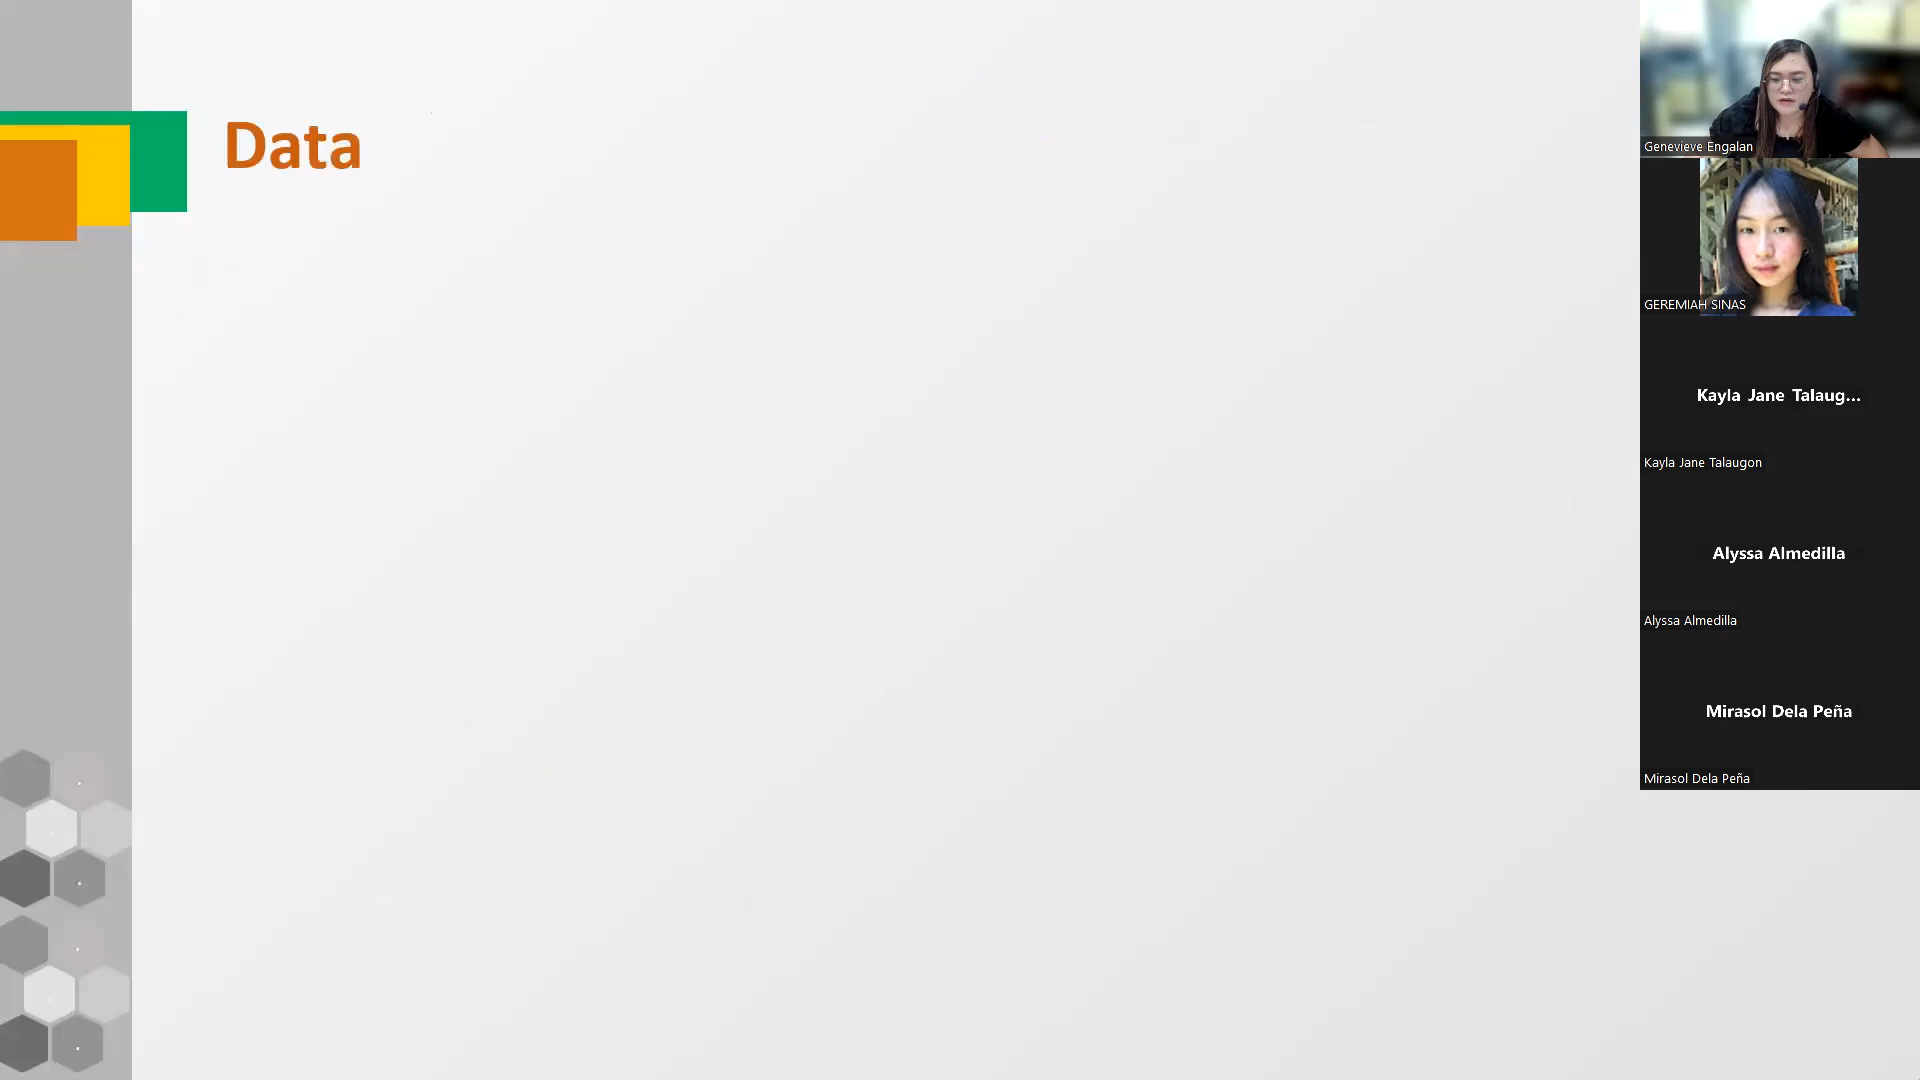 Data
Genevieve Engalan
GEREMIAH SINAS
Kayla Jane Talaug...
Kayla Jane Talaugon
Alyssa Almedilla
Alyssa Almedilla
Mirasol Dela Peña
Mirasol Dela Peña